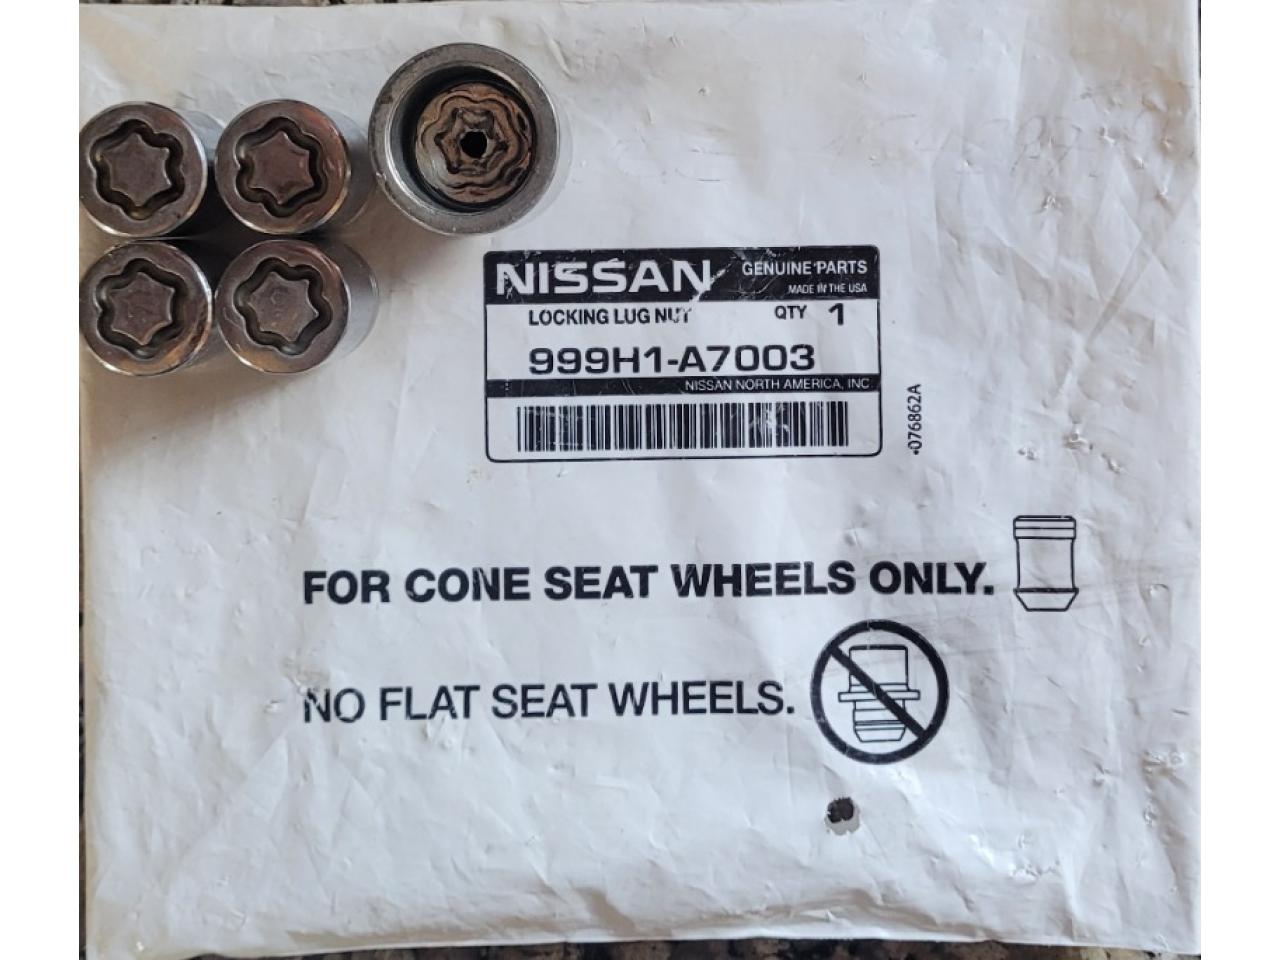 NISSAN GENUINE PARTS
MADE IN THE USA
LOCKING LUG NUT QTY 1
999H1-A7003
NISSAN NORTH AMERICA, INC
076862A
FOR CONE SEAT WHEELS ONLY.
NO FLAT SEAT WHEELS.